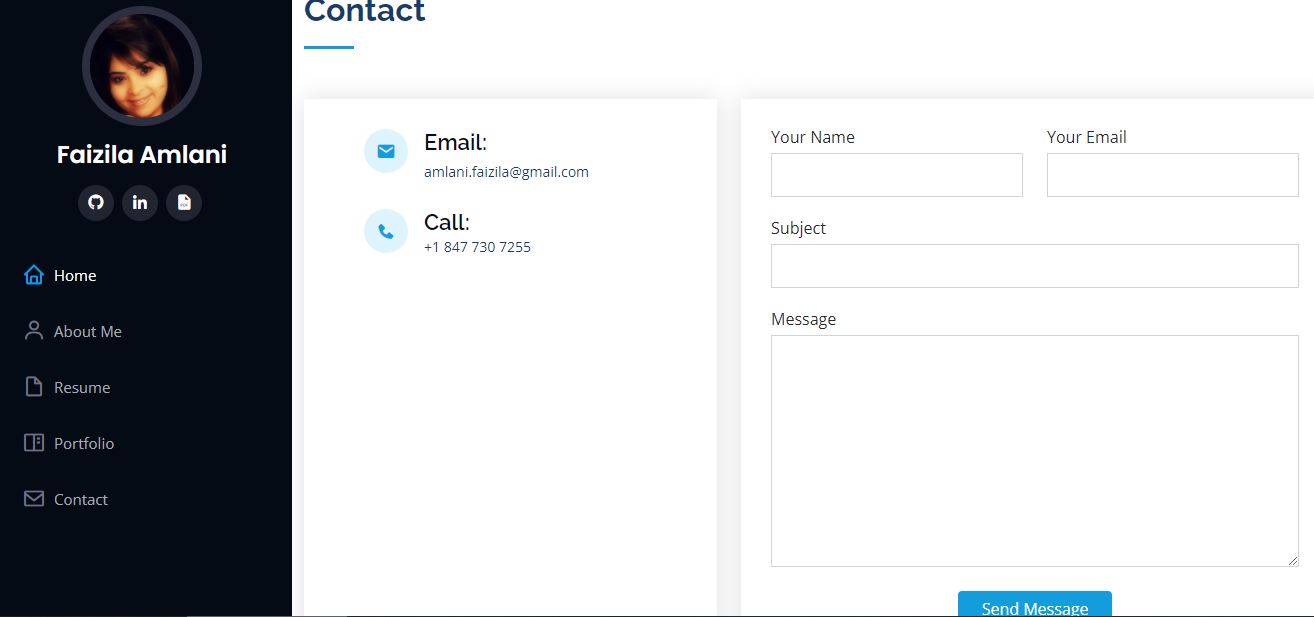 Faizila Amlani
in
Home
About Me
Resume
Portfolio
Contact
Contact
Email:
amlani.faizila@gmail.com
Call:
+1 847 730 7255
Your Name
Your Email
Subject
Message
Send Message